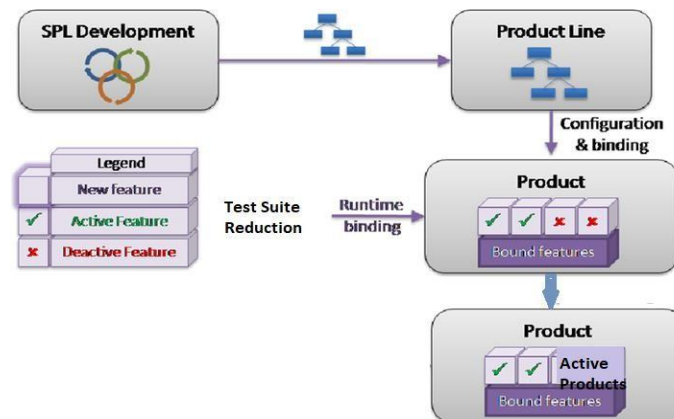 SPL Development
Product Line
Configuration
& binding
Legend
New feature
Active Feature
Deactive Feature
Test Suite
Reduction
Runtime
binding
Product
Bound features
Product
Active
Products
Bound features